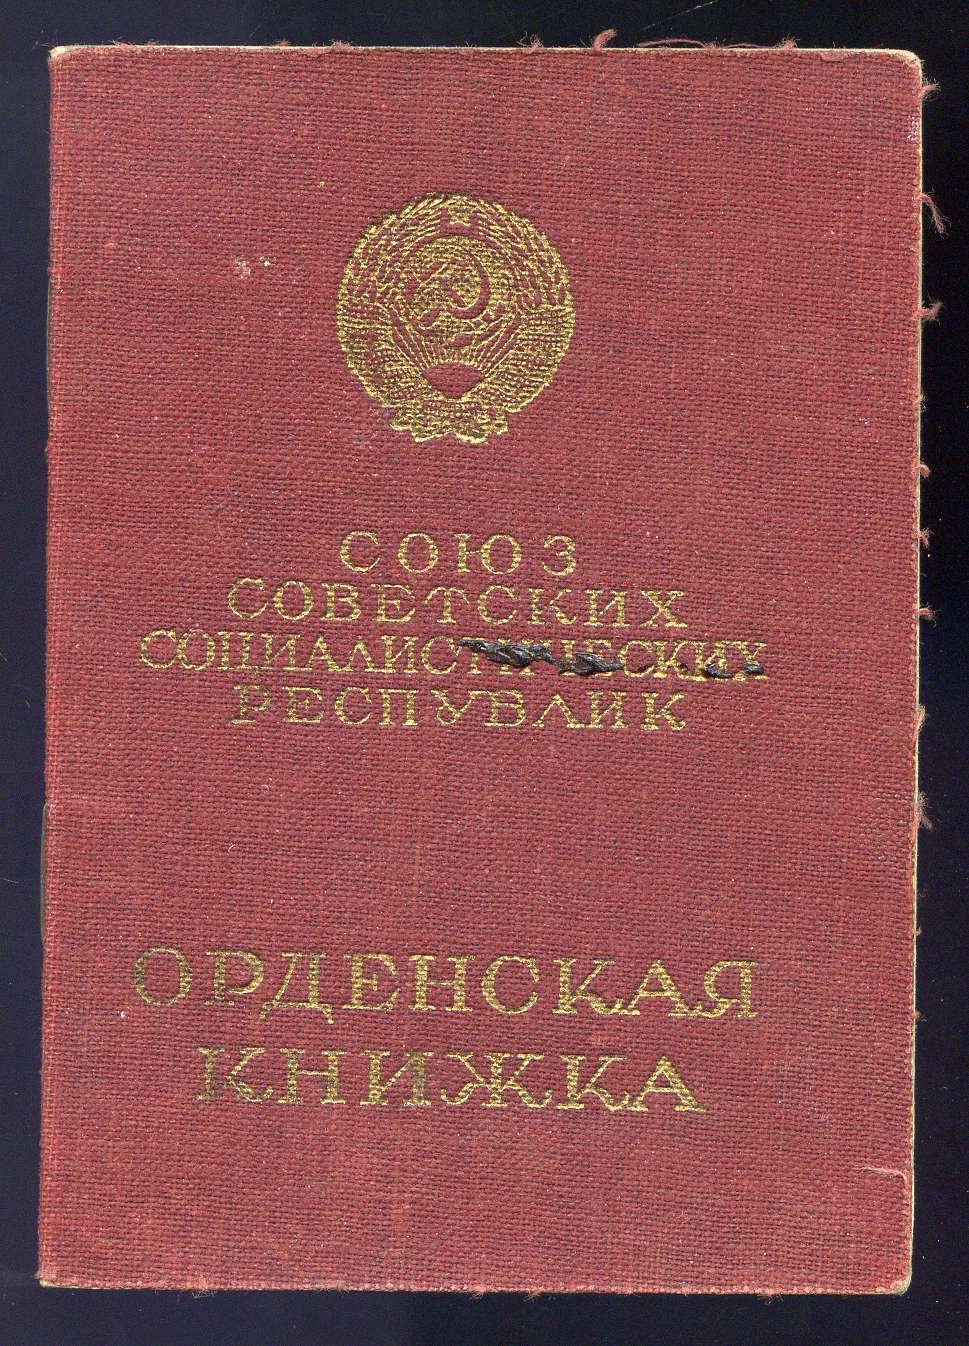 СОЮЗ
СОВЕТСКИХ
СОЦИАЛИСТИЧЕСКИХ
РЕСПУБЛИК
ОРДЕНСКАЯ
КНИЖКА